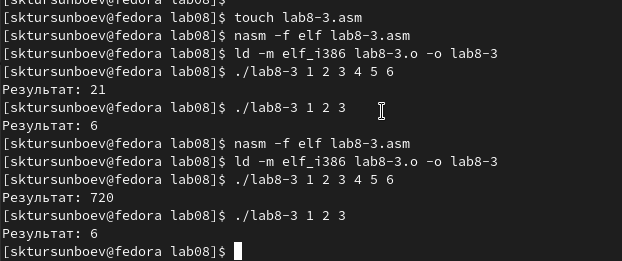 [sktursunboev@fedora lab08]$
[sktursunboev@fedora lab08]$ touch lab8-3.asm
[sktursunboev@fedora lab08]$ nasm -f elf lab8-3.asm
[sktursunboev@fedora lab08]$ ld -m elf_i386 lab8-3.o -o lab8-3
[sktursunboev@fedora lab08]$ ./lab8-3 1 2 3 4 5 6
Результат: 21
[sktursunboev@fedora lab08]$ ./lab8-3 1 2 3
Результат: 6
[sktursunboev@fedora lab08]$ nasm -f elf lab8-3.asm
[sktursunboev@fedora lab08]$ ld -m elf_i386 lab8-3.o -o lab8-3
[sktursunboev@fedora lab08]$ ./lab8-3 1 2 3 4 5 6
Результат: 720
[sktursunboev@fedora lab08]$ ./lab8-3 1 2 3
Результат: 6
[sktursunboev@fedora lab08]$